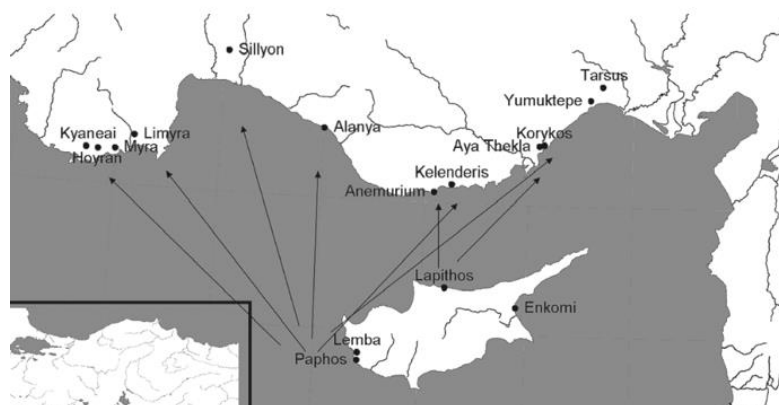 Sillyon
Tarsus
Yumuktepe
Alanya
Kyaneai
Limyra
Hoyran
Myra
Aya Thekla
Korykos
Kelenderis
Anemurium
Lapithos
Enkomi
Lemba
Paphos